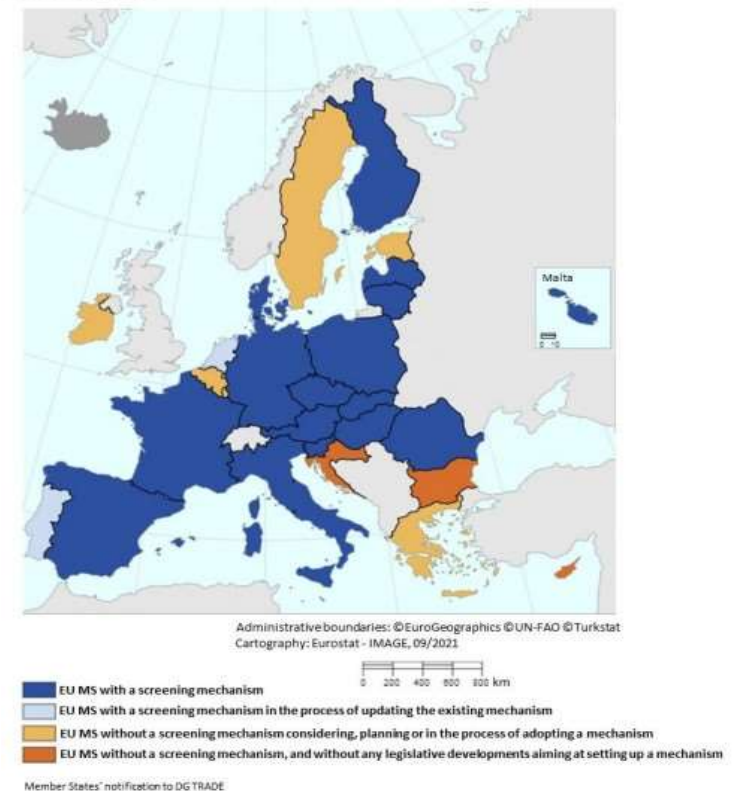 Malta
0 10
Administrative boundaries: ©EuroGeographics ©UN-FAO ©Turkstat
Cartography: Eurostat - IMAGE, 09/2021
0 200 400 600 800 km
EU MS with a screening mechanism
EU MS with a screening mechanism in the process of updating the existing mechanism
EU MS without a screening mechanism considering, planning or in the process of adopting a mechanism
EU MS without a screening mechanism, and without any legislative developments aiming at setting up a mechanism
Member States' notification to DG TRADE